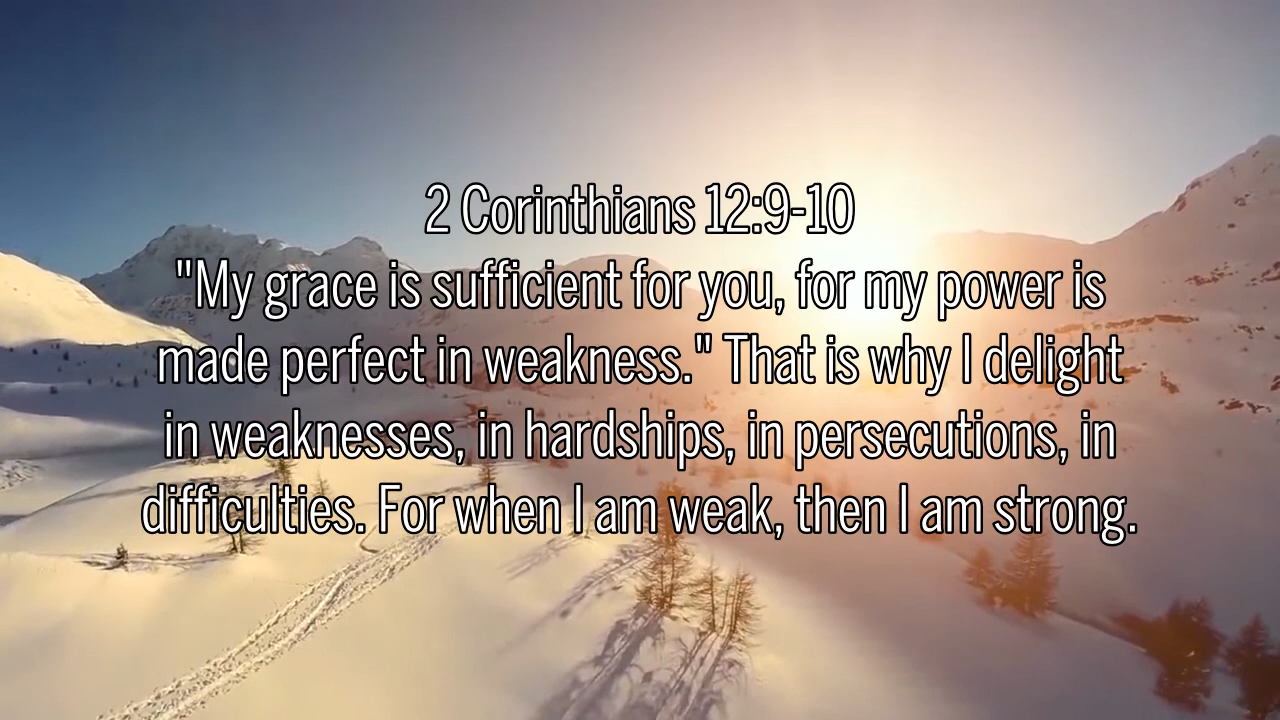 2 Corinthians 12:9-10
"My grace is sufficient for you, for my power is
made perfect in weakness." That is why I delight
in weaknesses, in hardships, in persecutions, in
difficulties. For when I am weak, then I am strong.